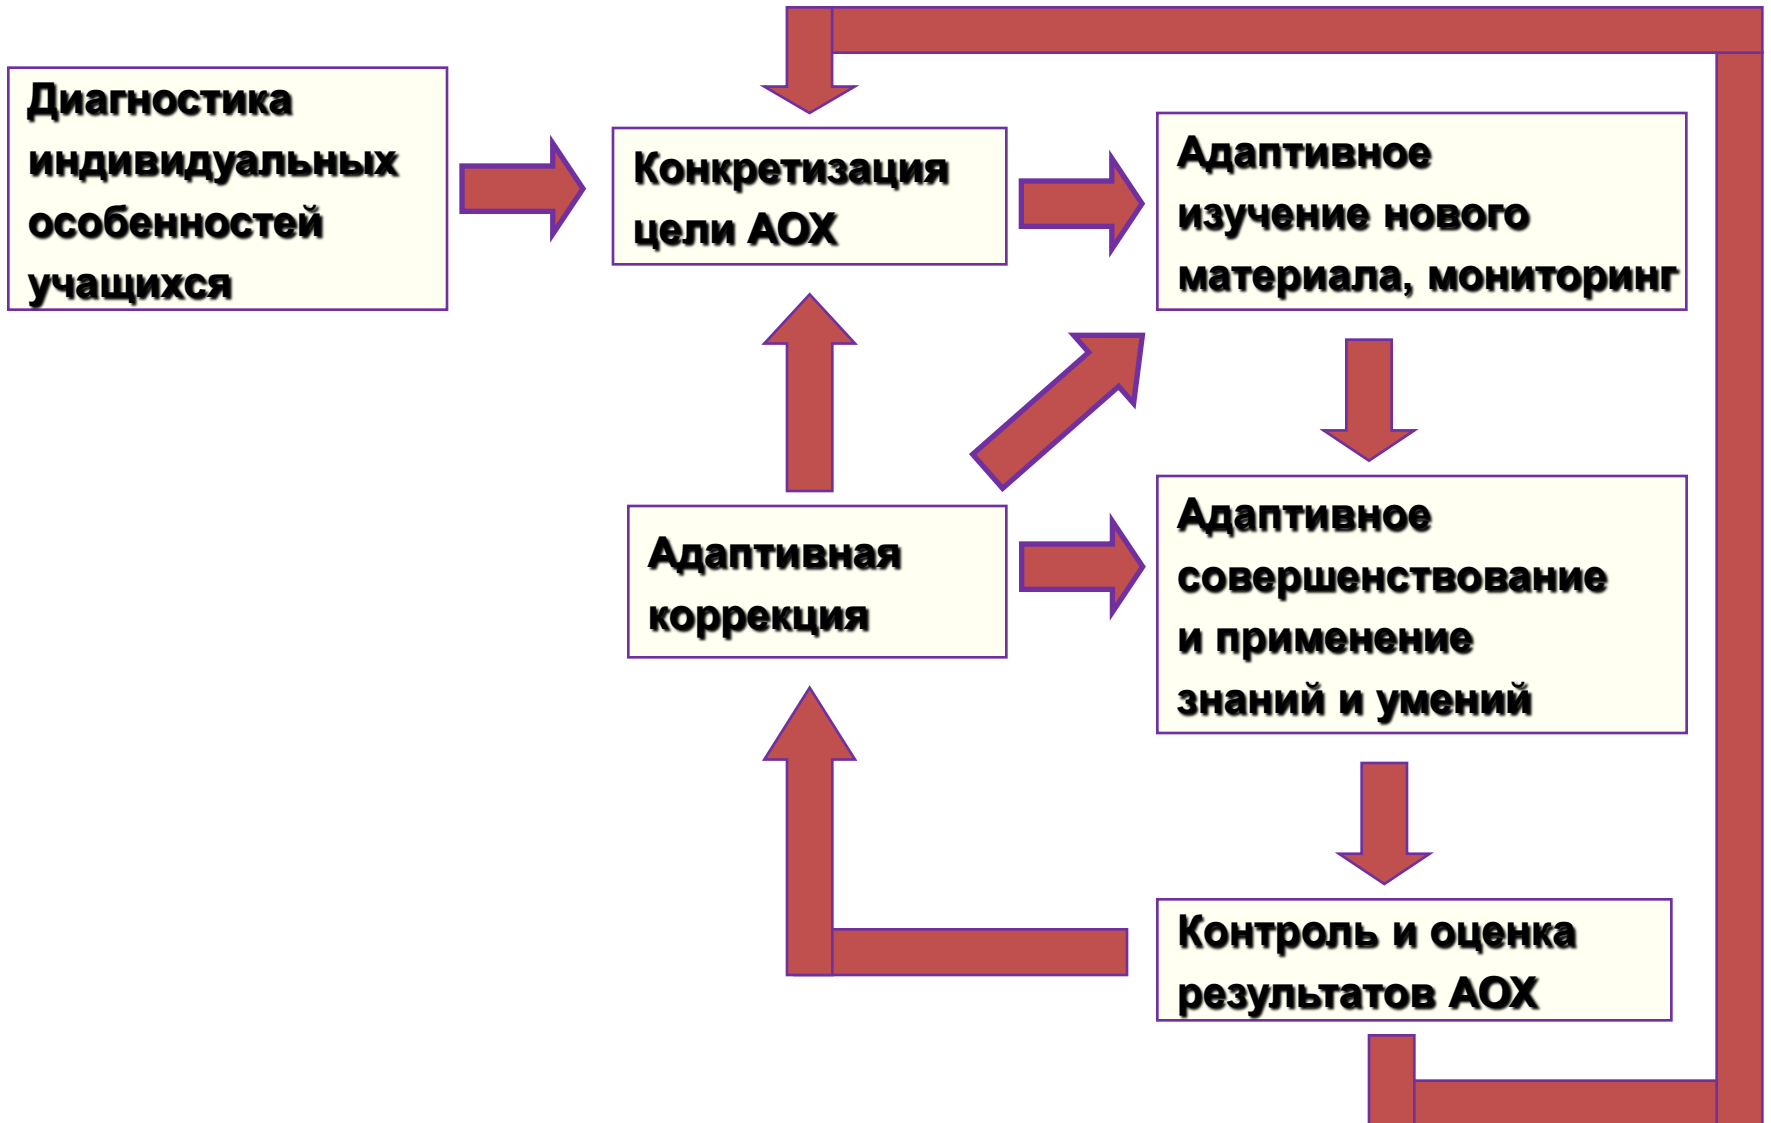 Диагностика
индивидуальных
особенностей
учащихся
Конкретизация
цели АОХ
Адаптивное
изучение нового
материала, мониторинг
Адаптивная
коррекция
Адаптивное
совершенствование
и применение
знаний и умений
Контроль и оценка
результатов АОХ